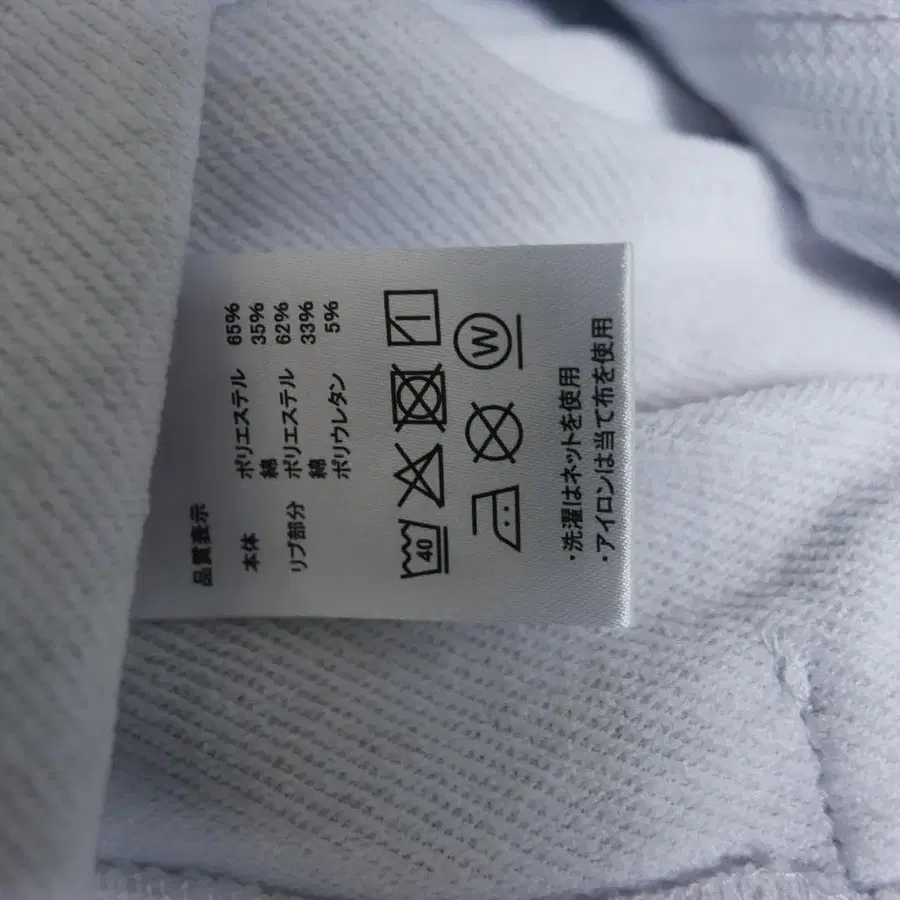 品質表示
本体 ポリエステル 65%
綿 35%
リブ部分 ポリエステル 62%
綿 33%
ポリウレタン 5%
40
W
・洗濯はネットを使用
・アイロンは当て布を使用